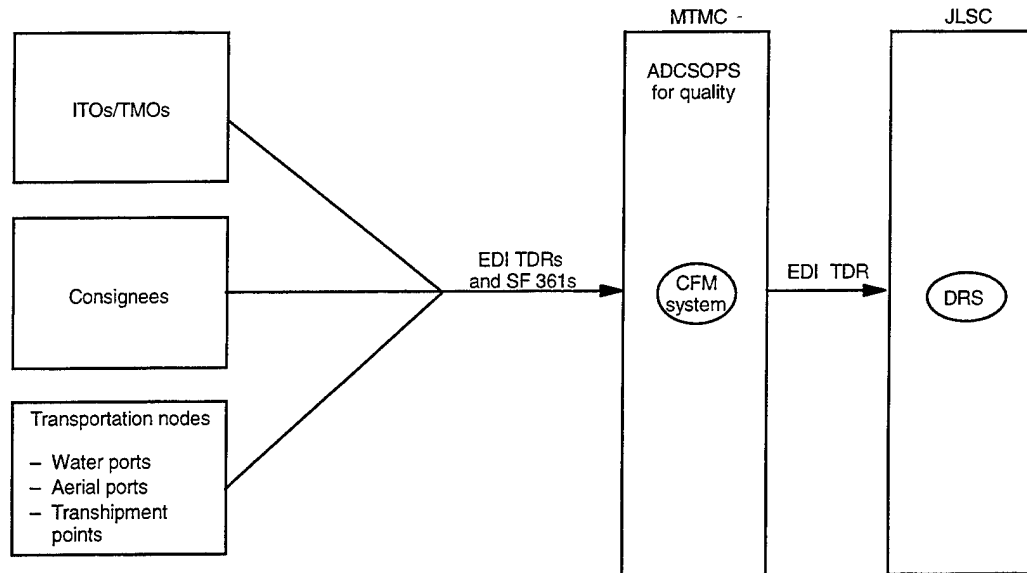 MTMC -
JLSC
ITOs/TMOs
Consignees
Transportation nodes
– Water ports
– Aerial ports
– Transhipment
points
EDI TDRs
and SF 361s
ADCSOPS
for quality
CFM
system
EDI TDR
DRS